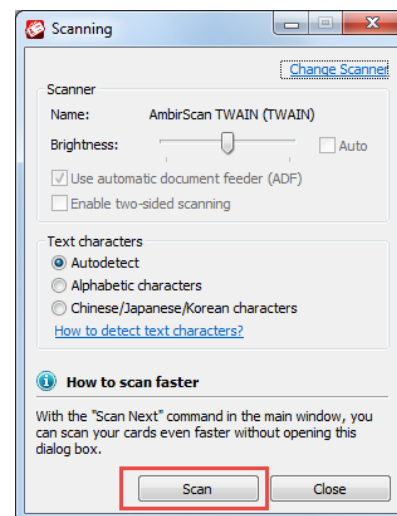 Scanning
Change Scanner
Scanner
Name: AmbirScan TWAIN (TWAIN)
Brightness: Auto
Use automatic document feeder (ADF)
Enable two-sided scanning
Text characters
Autodetect
Alphabetic characters
Chinese/Japanese/Korean characters
How to detect text characters?
How to scan faster
With the "Scan Next" command in the main window, you
can scan your cards even faster without opening this
dialog box.
Scan Close